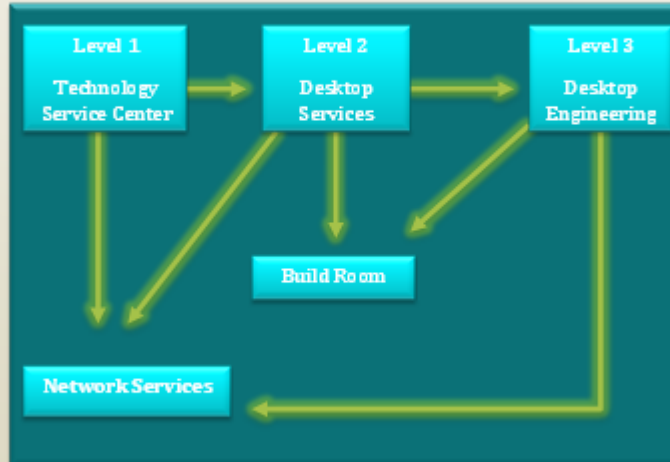 Level 1
Technology
Service Center
Level 2
Desktop
Services
Level 3
Desktop
Engineering
Build Room
Network Services